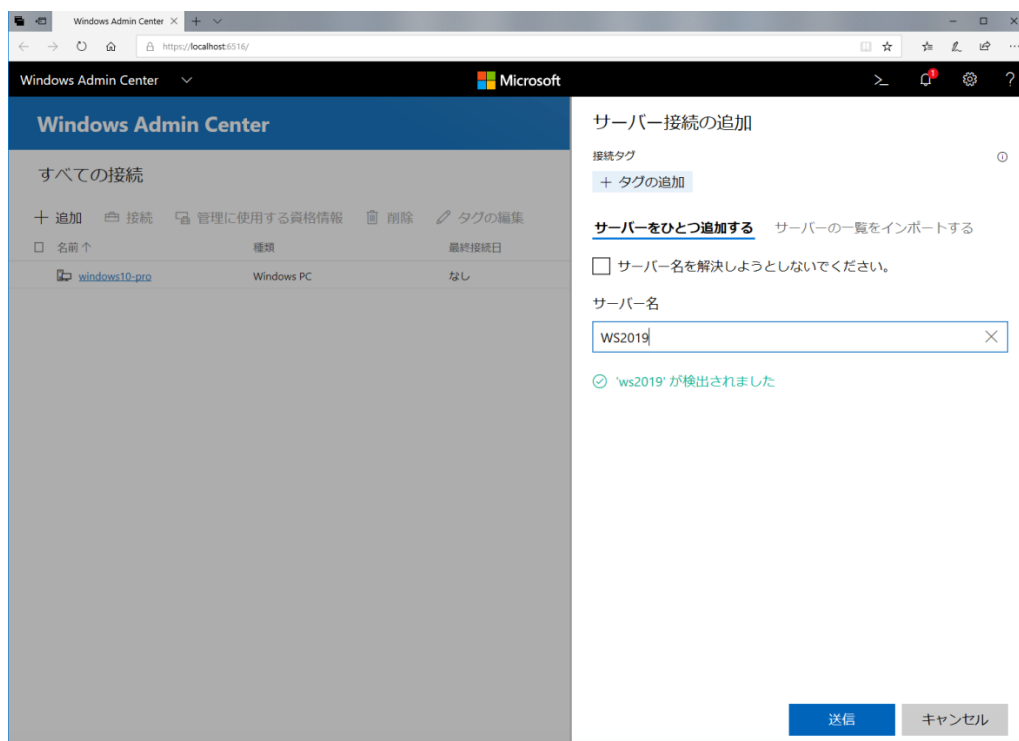 Windows Admin Center
https://localhost:6516/
Windows Admin Center
Microsoft
1
?
Windows Admin Center
すべての接続
追加 接続 管理に使用する資格情報 削除 タグの編集
名前 種類 最終接続日
windows10-pro Windows PC なし
サーバー接続の追加
接続タグ
+ タグの追加
サーバーをひとつ追加する サーバーの一覧をインポートする
サーバー名を解決しようとしないでください。
サーバー名
WS2019
'ws2019' が検出されました
送信 キャンセル